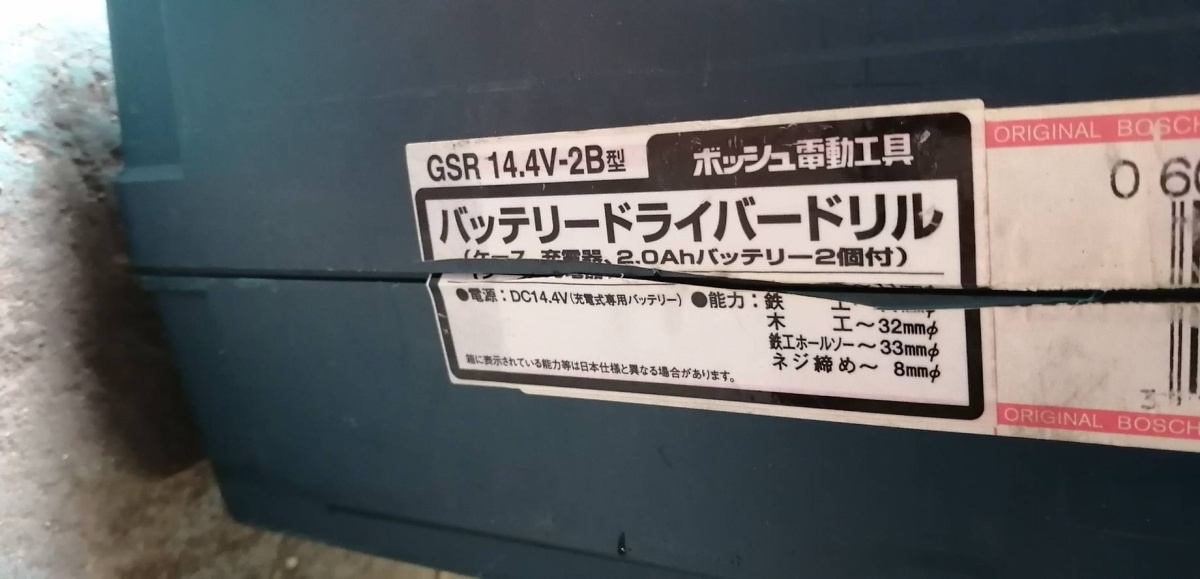 GSR 14.4V-2B型
ボッシュ電動工具
バッテリードライバードリル
(ケース、充電器、2.0Ahバッテリー2個付)
●電源：DC14.4V(充電式専用バッテリー)
●能力：鉄 工～
木 工～32mmφ
鉄工ホールソー～33mmφ
ネジ締め～ 8mmφ
箱に表示されている能力等は日本仕様と異なる場合があります。
ORIGINAL BOSCH
0 60
3
ORIGINAL BOSCH